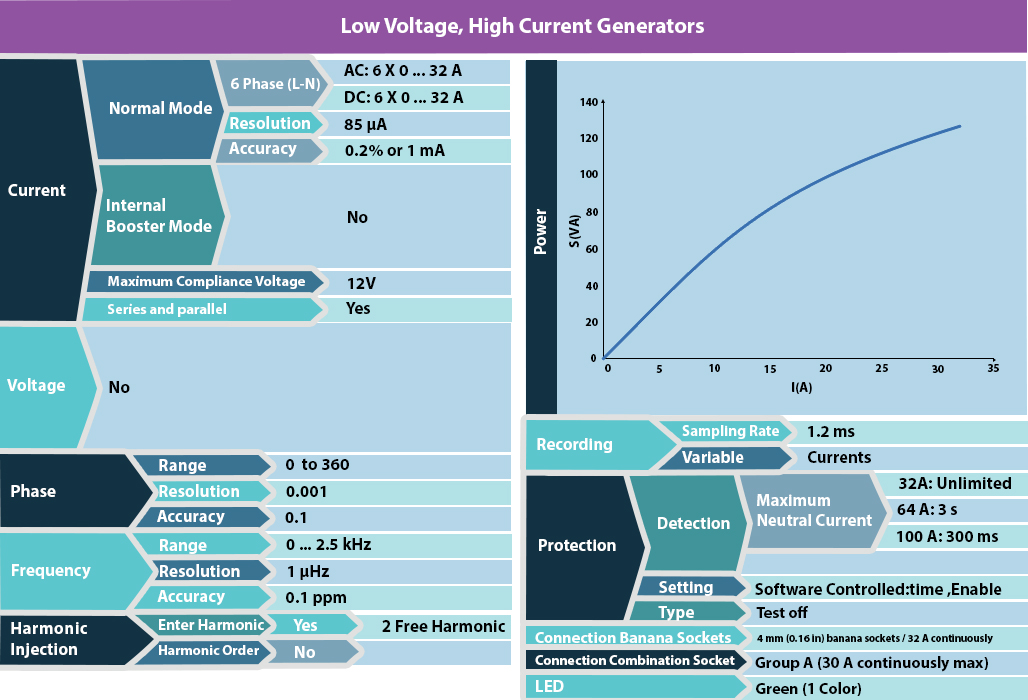 Low Voltage, High Current Generators
Current
Normal Mode
6 Phase (L-N)
AC: 6 X 0 ... 32 A
DC: 6 X 0 ... 32 A
Resolution
85 µA
Accuracy
0.2% or 1 mA
Internal
Booster Mode
No
Maximum Compliance Voltage
12V
Series and parallel
Yes
Voltage
No
Phase
Range
0 to 360
Resolution
0.001
Accuracy
0.1
Frequency
Range
0 ... 2.5 kHz
Resolution
1 µHz
Accuracy
0.1 ppm
Harmonic
Injection
Enter Harmonic
Yes
2 Free Harmonic
Harmonic Order
No
Power
S(VA)
140
120
100
80
60
40
20
0
0 5 10 15 20 25 30 35
I(A)
Recording
Sampling Rate
1.2 ms
Variable
Currents
Protection
Detection
Maximum
Neutral Current
32A: Unlimited
64 A: 3 s
100 A: 300 ms
Setting
Software Controlled:time ,Enable
Type
Test off
Connection Banana Sockets
4 mm (0.16 in) banana sockets / 32 A continuously
Connection Combination Socket
Group A (30 A continuously max)
LED
Green (1 Color)